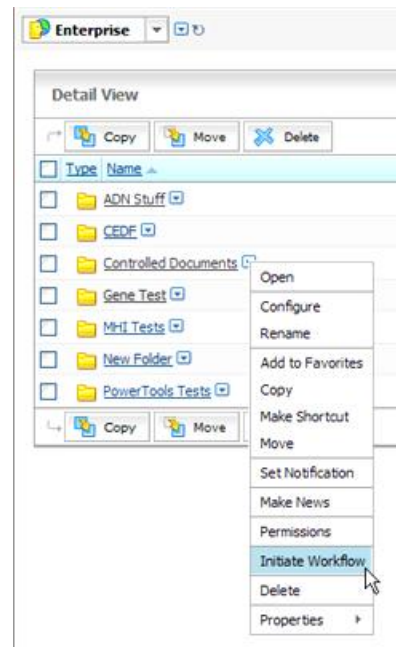 Enterprise
Detail View
Copy Move Delete
Type Name
ADN Stuff
CEDF
Controlled Documents
Gene Test
MHI Tests
New Folder
PowerTools Tests
Copy Move
Open
Configure
Rename
Add to Favorites
Copy
Make Shortcut
Move
Set Notification
Make News
Permissions
Initiate Workflow
Delete
Properties